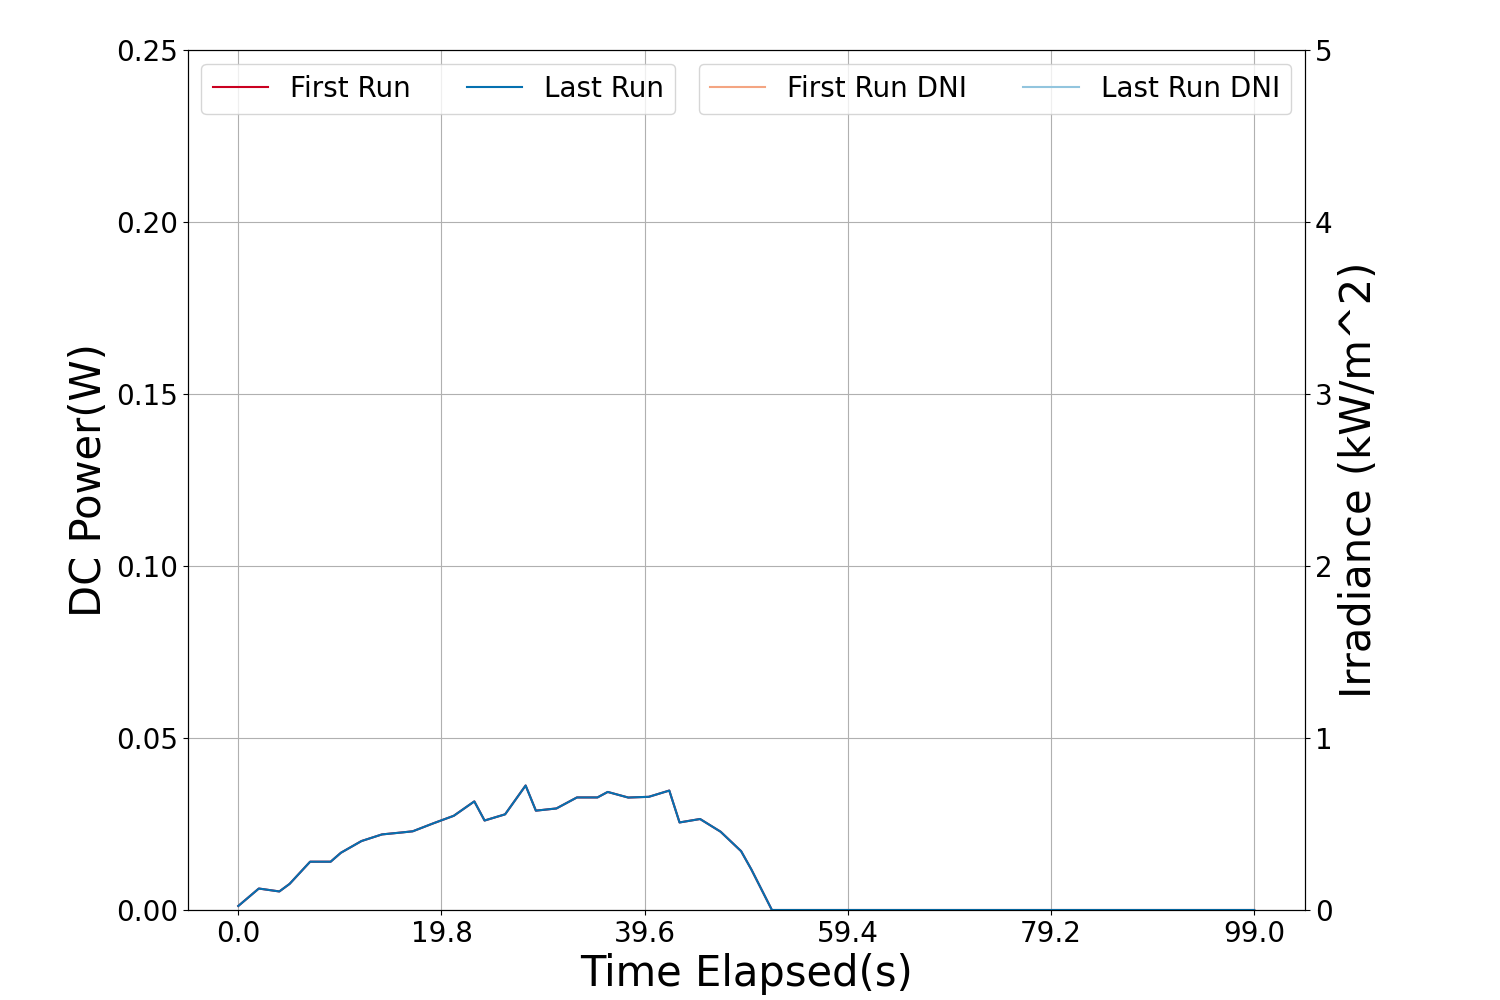 First Run
Last Run
First Run DNI
Last Run DNI
0.25
0.20
0.15
0.10
0.05
0.00
DC Power(W)
5
4
3
2
1
0
Irradiance (kW/m^2)
0.0 19.8 39.6 59.4 79.2 99.0
Time Elapsed(s)